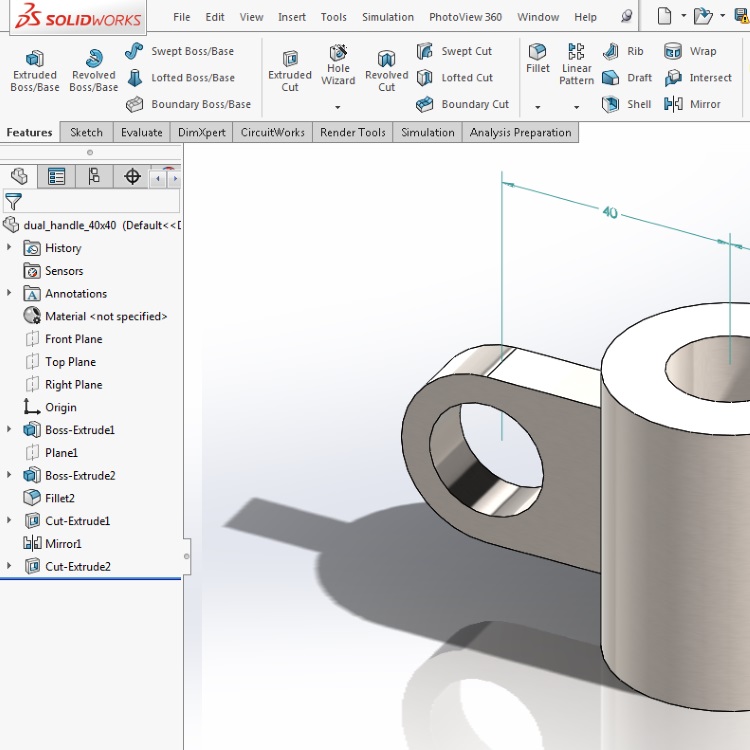 SOLIDWORKS File Edit View Insert Tools Simulation PhotoView 360 Window Help
Extruded Boss/Base
Revolved Boss/Base
Swept Boss/Base
Lofted Boss/Base
Boundary Boss/Base
Extruded Cut
Hole Wizard
Revolved Cut
Swept Cut
Lofted Cut
Boundary Cut
Fillet
Linear Pattern
Rib
Draft
Shell
Wrap
Intersect
Mirror
Features Sketch Evaluate DimXpert CircuitWorks Render Tools Simulation Analysis Preparation
dual_handle_40x40 (Default<<D
History
Sensors
Annotations
Material <not specified>
Front Plane
Top Plane
Right Plane
Origin
Boss-Extrude1
Plane1
Boss-Extrude2
Fillet2
Cut-Extrude1
Mirror1
Cut-Extrude2
40